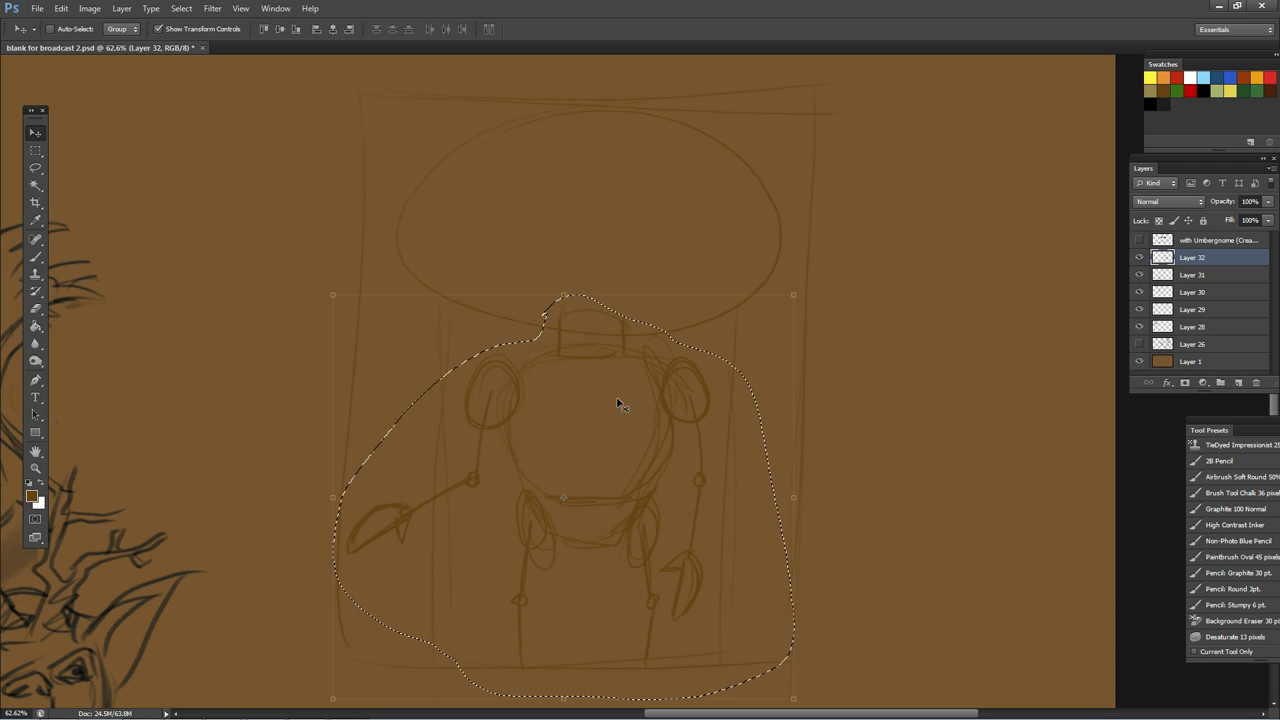 Ps File Edit Image Layer Type Select Filter Group View Window Help
Auto-Select: Group Show Transform Controls Essentials
blank for broadcast 2.psd @ 62.6% (Layer 32, RGB/8) * ×
Swatches
Layers
Kind
Normal Opacity: 100%
Lock: Fill: 100%
with Umbergnome (Crea...
Layer 32
Layer 31
Layer 30
Layer 29
Layer 28
Layer 26
Layer 1
fx
Tool Presets
TieDyed Impressionist 25
2B Pencil
Airbrush Soft Round 50%
Brush Tool Chalk 36 pixel
Graphite 100 Normal
High Contrast Inker
Non-Photo Blue Pencil
Paintbrush Oval 45 pixels
Pencil: Graphite 30 pt.
Pencil: Round 3pt.
Pencil: Stumpy 6 pt.
Background Eraser 30 pi
Desaturate 13 pixels
Current Tool Only
62.62% Doc: 24.5M/63.8M